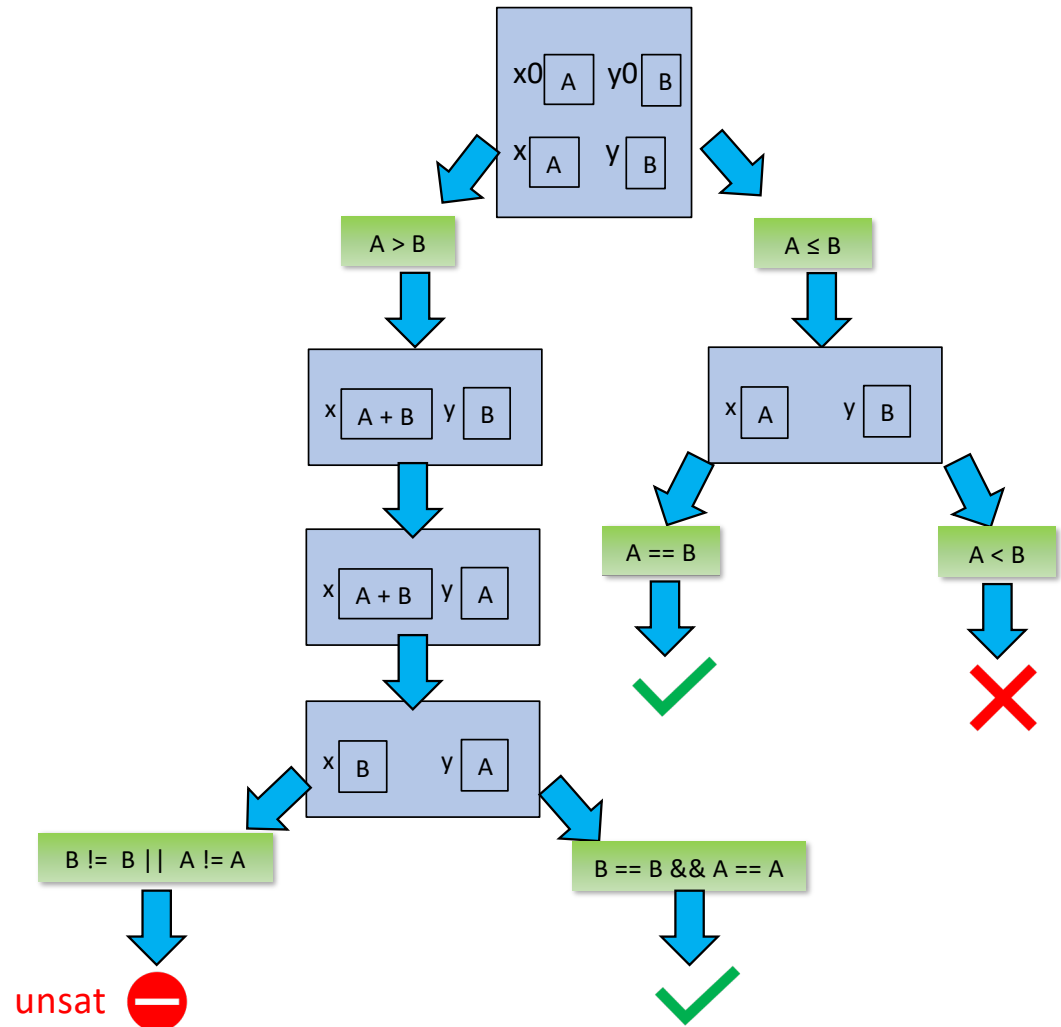 x0 A y0 B
x A y B
A > B
A ≤ B
x A + B y B
x A y B
A == B
A < B
x A + B y A
x B y A
B != B || A != A
B == B && A == A
unsat